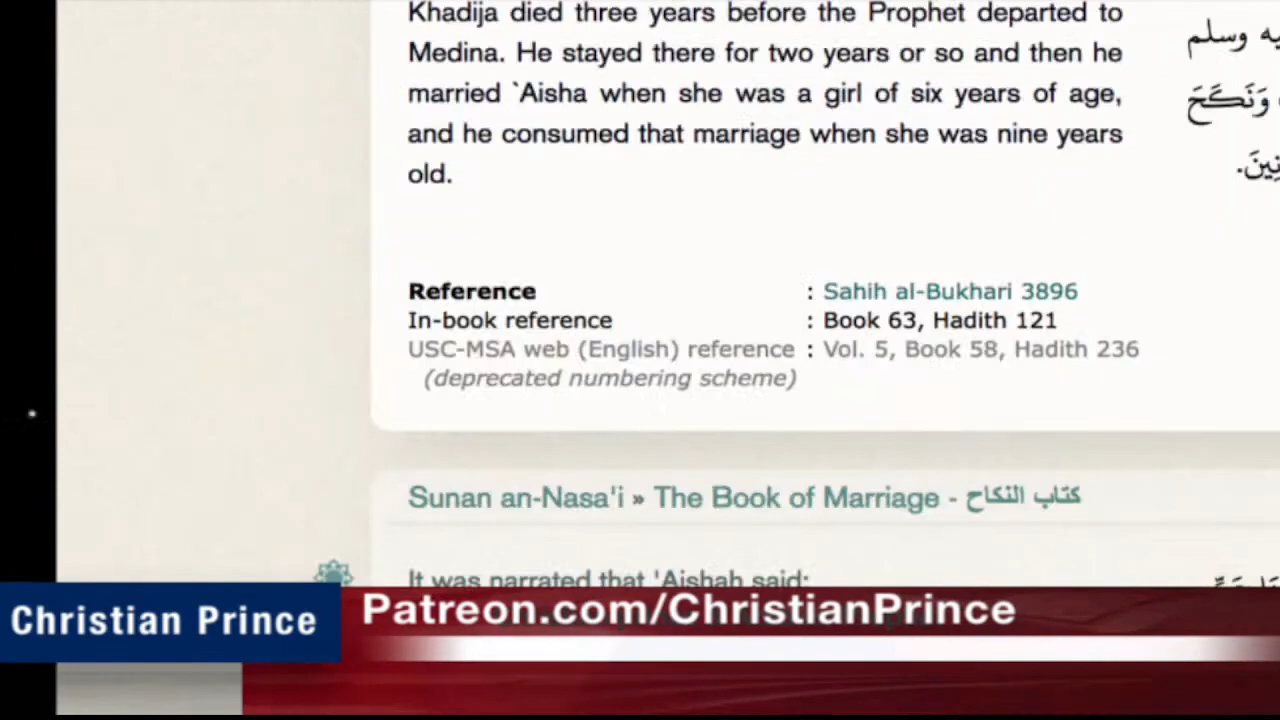 Khadija died three years before the Prophet departed to
Medina. He stayed there for two years or so and then he
married `Aisha when she was a girl of six years of age,
and he consumed that marriage when she was nine years
old.
يه وسلم
وَنَكَحَ
نِينَ.
Reference : Sahih al-Bukhari 3896
In-book reference : Book 63, Hadith 121
USC-MSA web (English) reference : Vol. 5, Book 58, Hadith 236
(deprecated numbering scheme)
Sunan an-Nasa'i » The Book of Marriage - كتاب النكاح
It was narrated that 'Aishah said:
Christian Prince
Patreon.com/ChristianPrince